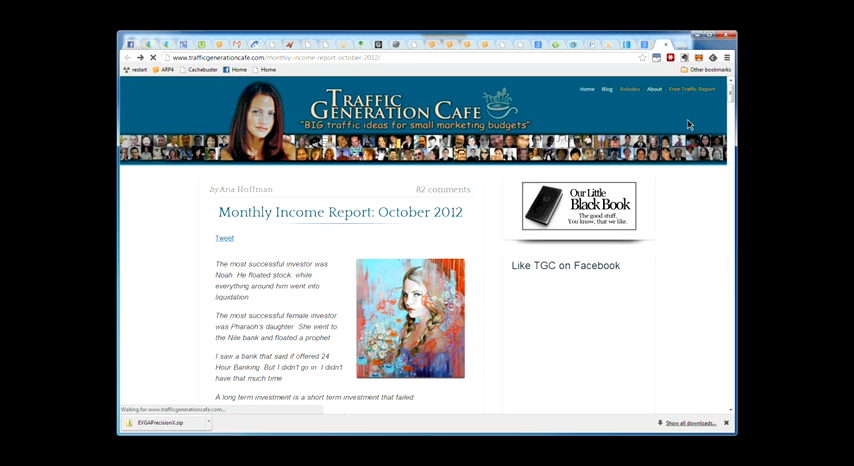 www.trafficgenerationcafe.com/monthly-income-report-october-2012/
restart ARP4 Cachebuster Home Home Other bookmarks
Home Blog Robodex About Free Traffic Report
TRAFFIC
GENERATION CAFE
"BIG traffic ideas for small marketing budgets"
by Ana Hoffman 82 comments
Monthly Income Report: October 2012
Tweet
The most successful investor was
Noah. He floated stock, while
everything around him went into
liquidation
The most successful female investor
was Pharaoh's daughter She went to
the Nile bank and floated a prophet
I saw a bank that said if offered 24
Hour Banking But I didn't go in I didn't
have that much time
A long term investment is a short term investment that failed
Our Little
Black Book
The good stuff.
You know, that we like.
Like TGC on Facebook
Waiting for www.trafficgenerationcafe.com...
EVGAPrecisionX.zip Show all downloads...